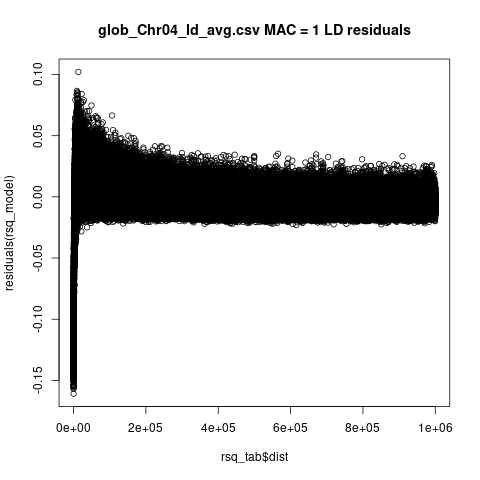 glob_Chr04_ld_avg.csv MAC = 1 LD residuals
0.10
0.05
0.00
-0.05
-0.10
-0.15
residuals(rsq_model)
0e+00 2e+05 4e+05 6e+05 8e+05 1e+06
rsq_tab$dist